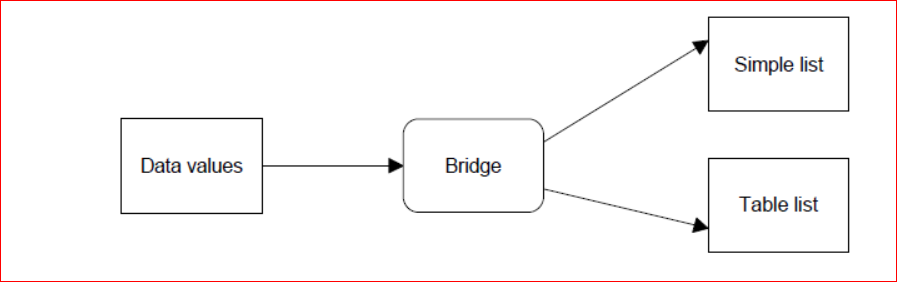 Simple list
Data values
Bridge
Table list